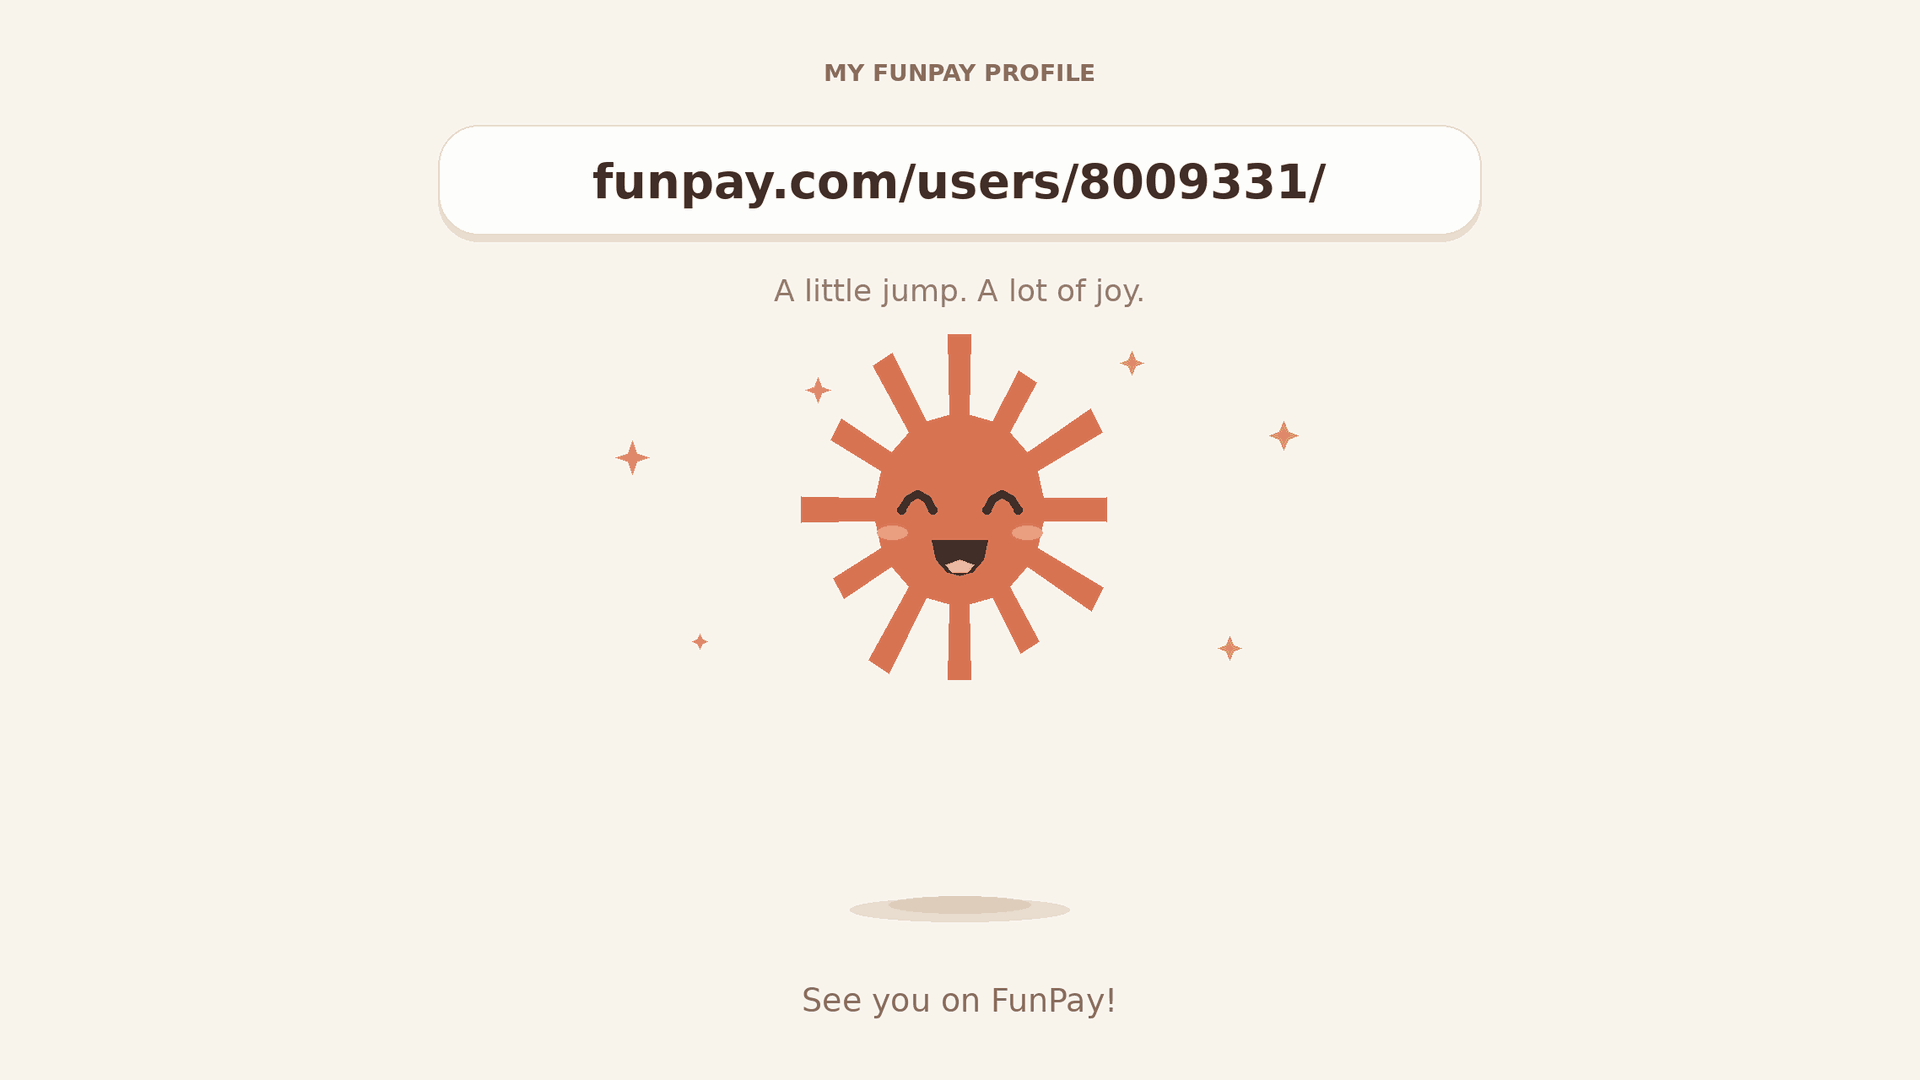 MY FUNPAY PROFILE
funpay.com/users/8009331/
A little jump. A lot of joy.
See you on FunPay!